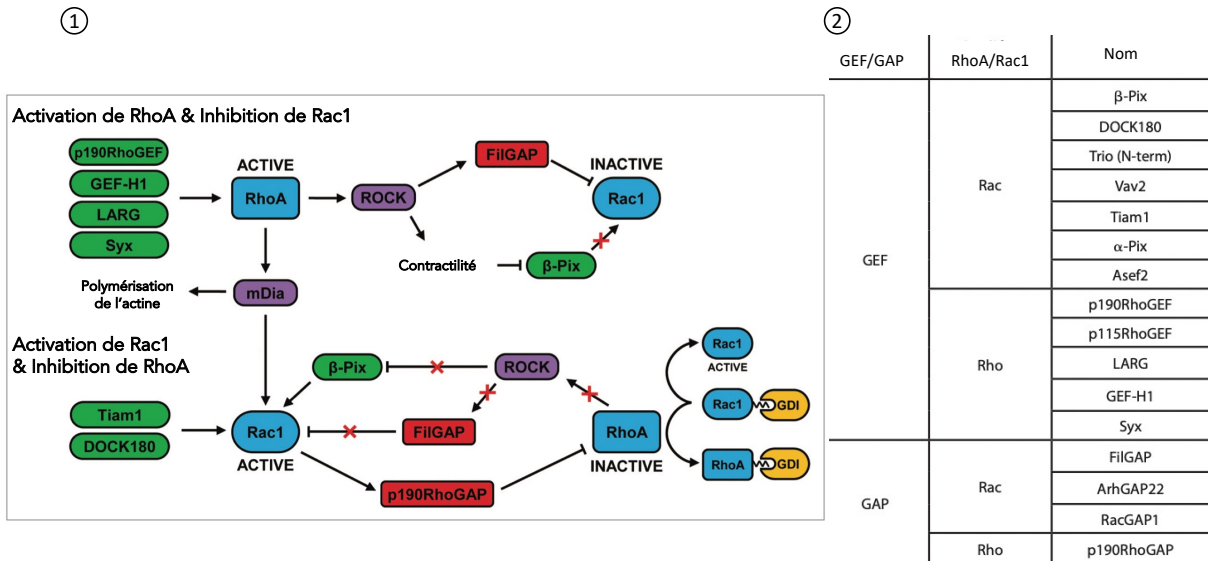 ①
Activation de RhoA & Inhibition de Rac1
p190RhoGEF
GEF-H1
LARG
Syx
ACTIVE
RhoA
ROCK
FilGAP
INACTIVE
Rac1
Contractilité
β-Pix
mDia
Polymérisation
de l’actine
Activation de Rac1
& Inhibition de RhoA
Tiam1
DOCK180
β-Pix
ROCK
Rac1
ACTIVE
FilGAP
RhoA
INACTIVE
p190RhoGAP
Rac1
ACTIVE
Rac1 GDI
RhoA GDI
②
GEF/GAP RhoA/Rac1 Nom
GEF
Rac
β-Pix
DOCK180
Trio (N-term)
Vav2
Tiam1
α-Pix
Asef2
Rho
p190RhoGEF
p115RhoGEF
LARG
GEF-H1
Syx
GAP
Rac
FilGAP
ArhGAP22
RacGAP1
Rho
p190RhoGAP